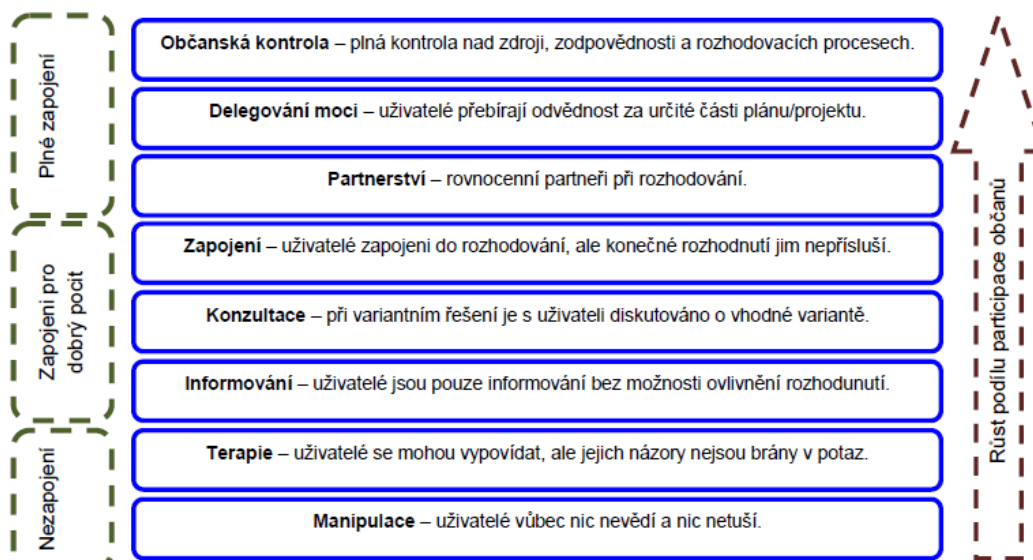 Plné zapojení
Občanská kontrola – plná kontrola nad zdroji, zodpovědnosti a rozhodovacích procesech.
Delegování moci – uživatelé přebírají odvědnost za určité části plánu/projektu.
Partnerství – rovnocenní partneři při rozhodování.
Zapojeni pro
dobrý pocit
Zapojení – uživatelé zapojeni do rozhodování, ale konečné rozhodnutí jim nepřísluší.
Konzultace – při variantním řešení je s uživateli diskutováno o vhodné variantě.
Informování – uživatelé jsou pouze informování bez možnosti ovlivnění rozhodunutí.
Nezapojení
Terapie – uživatelé se mohou vypovídat, ale jejich názory nejsou brány v potaz.
Manipulace – uživatelé vůbec nic nevědí a nic netuší.
Růst podílu participace občanů